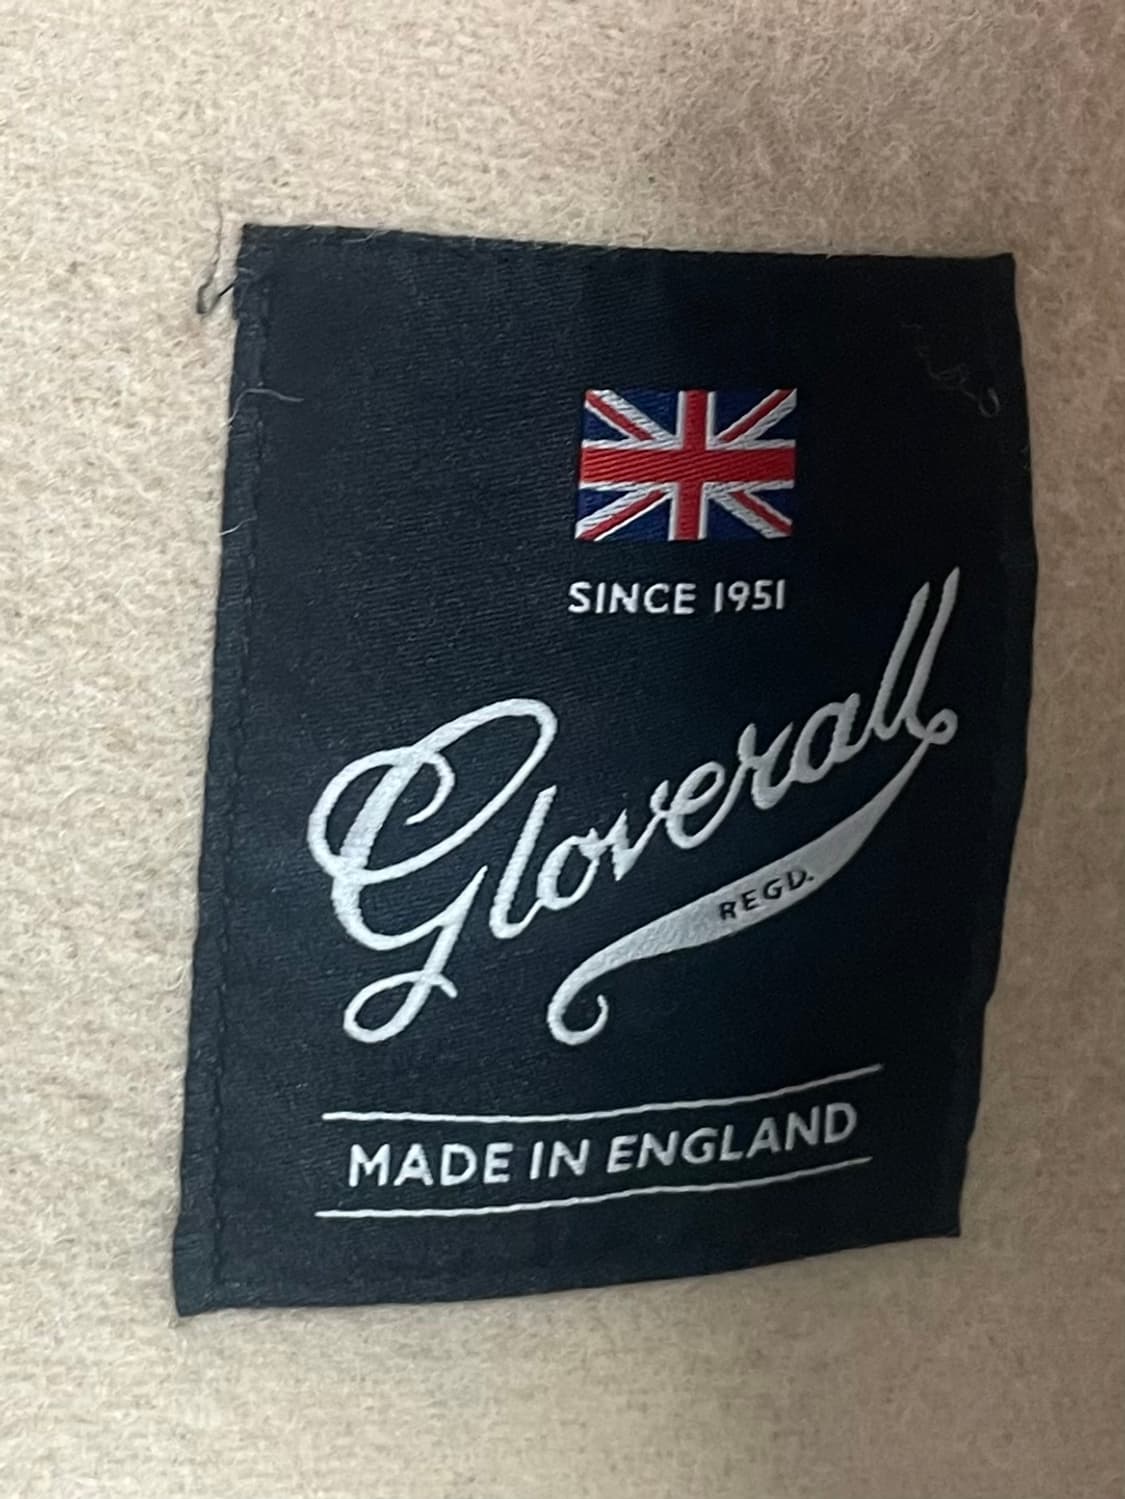 SINCE 1951
Gloverall
REGD.
MADE IN ENGLAND